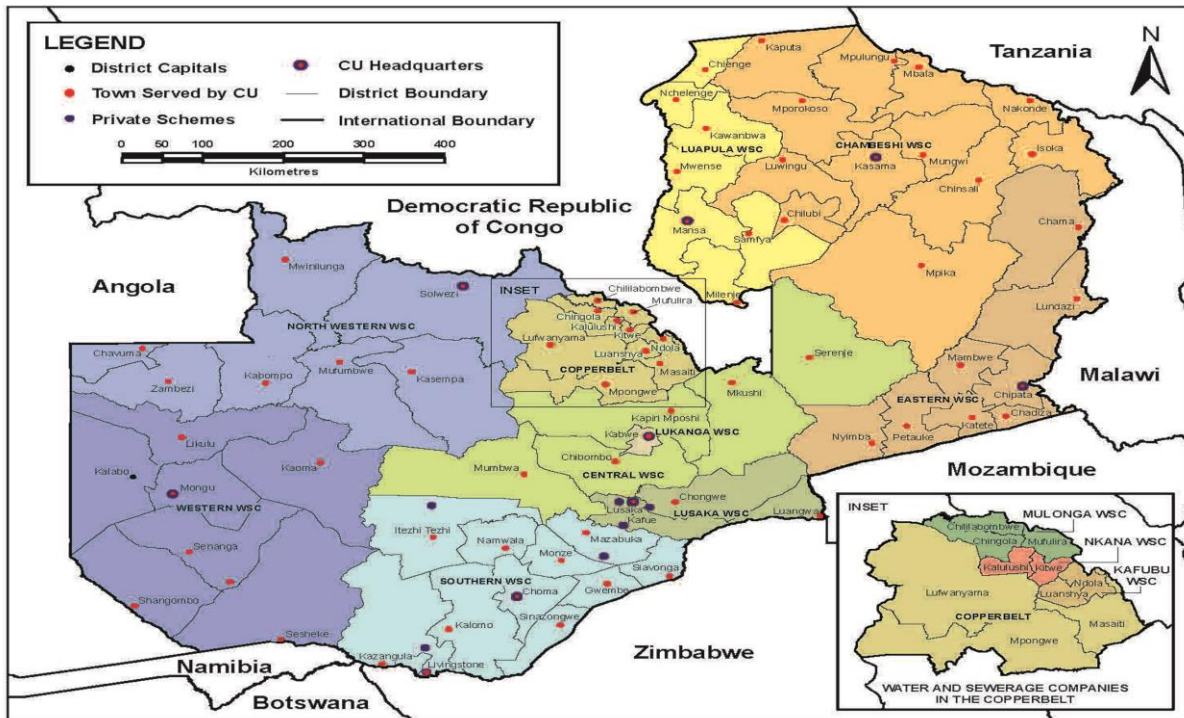 LEGEND
District Capitals
CU Headquarters
Town Served by CU
District Boundary
Private Schemes
International Boundary
0 100 200 300 400
Kilometres
N
Tanzania
Democratic Republic
of Congo
Angola
Malawi
Mozambique
Zimbabwe
Namibia
Botswana
Kaputa
Mpulungu
Mbala
Chienge
Nchelenge
Mporokoso
Nakonde
Kawanbwa
LUAPULA WSC
CHAMBESHI WSC
Isoka
Mwense
Luwingu
Kasama
Mungwi
Chinsali
Mansa
Chilubi
Samfya
Chama
Mpika
Milenje
Lundazi
Mwinilunga
Solwezi
INSET
Chililabombwe
Mufulira
Chingola
Kalulushi
Kitwe
Lufwanyama
Ndola
Luanshya
Masaiti
COPPERBELT
Mpongwe
NORTH WESTERN WSC
Chavuma
Mufumbwe
Zambezi
Kabompo
Kasempa
Serenje
Mkushi
Mambwe
Chipata
EASTERN WSC
Chadiza
Katete
Petauke
Nyimba
Kapiri Mposhi
LUKANGA WSC
Kabwe
Likulu
Kaoma
Kalabo
Mongu
WESTERN WSC
Chibombo
Mumbwa
CENTRAL WSC
Chongwe
Lusaka
LUSAKA WSC
Kafue
Luangwa
Itezhi Tezhi
Mazabuka
Namwala
Monze
Siavonga
Senanga
SOUTHERN WSC
Gwembe
Choma
Shangombo
Sinazongwe
Kalomo
Sesheke
Kazangula
Livingstone
INSET
MULONGA WSC
Chililabombwe
Chingola
Mufulira
NKANA WSC
Kalulushi
Kitwe
KAFUBU
WSC
Ndola
Luanshya
Lufwanyama
COPPERBELT
Masaiti
Mpongwe
WATER AND SEWERAGE COMPANIES
IN THE COPPERBELT